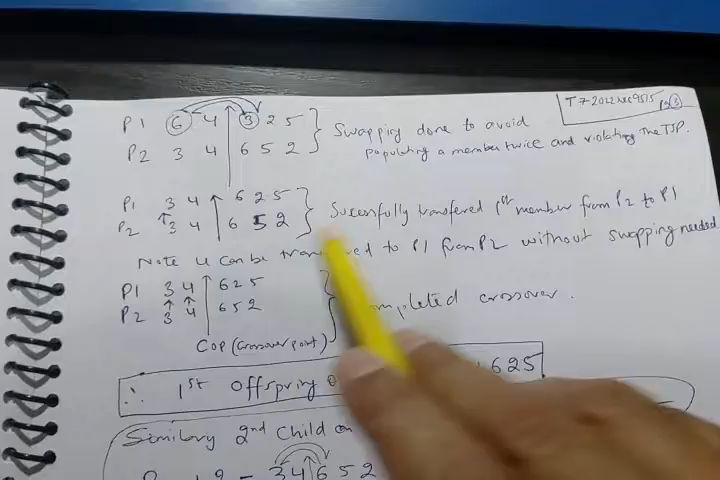 T72022xec9515 pg③
P1 6 4 3 2 5 } Swapping done to avoid
P2 3 4 6 5 2 populating a member twice and violating the TSP.
P1 3 4 6 2 5 } Successfully transfered 1st member from P2 to P1
P2 3 4 6 5 2
Note 4 can be to P1 from P2 without swapping needed
P1 3 4 6 2 5 }
P2 3 4 6 5 2 crossover.
COP (Crossover point)
∴ 1st Offspring 625
Similary 2nd Child
3 4 6 5 2